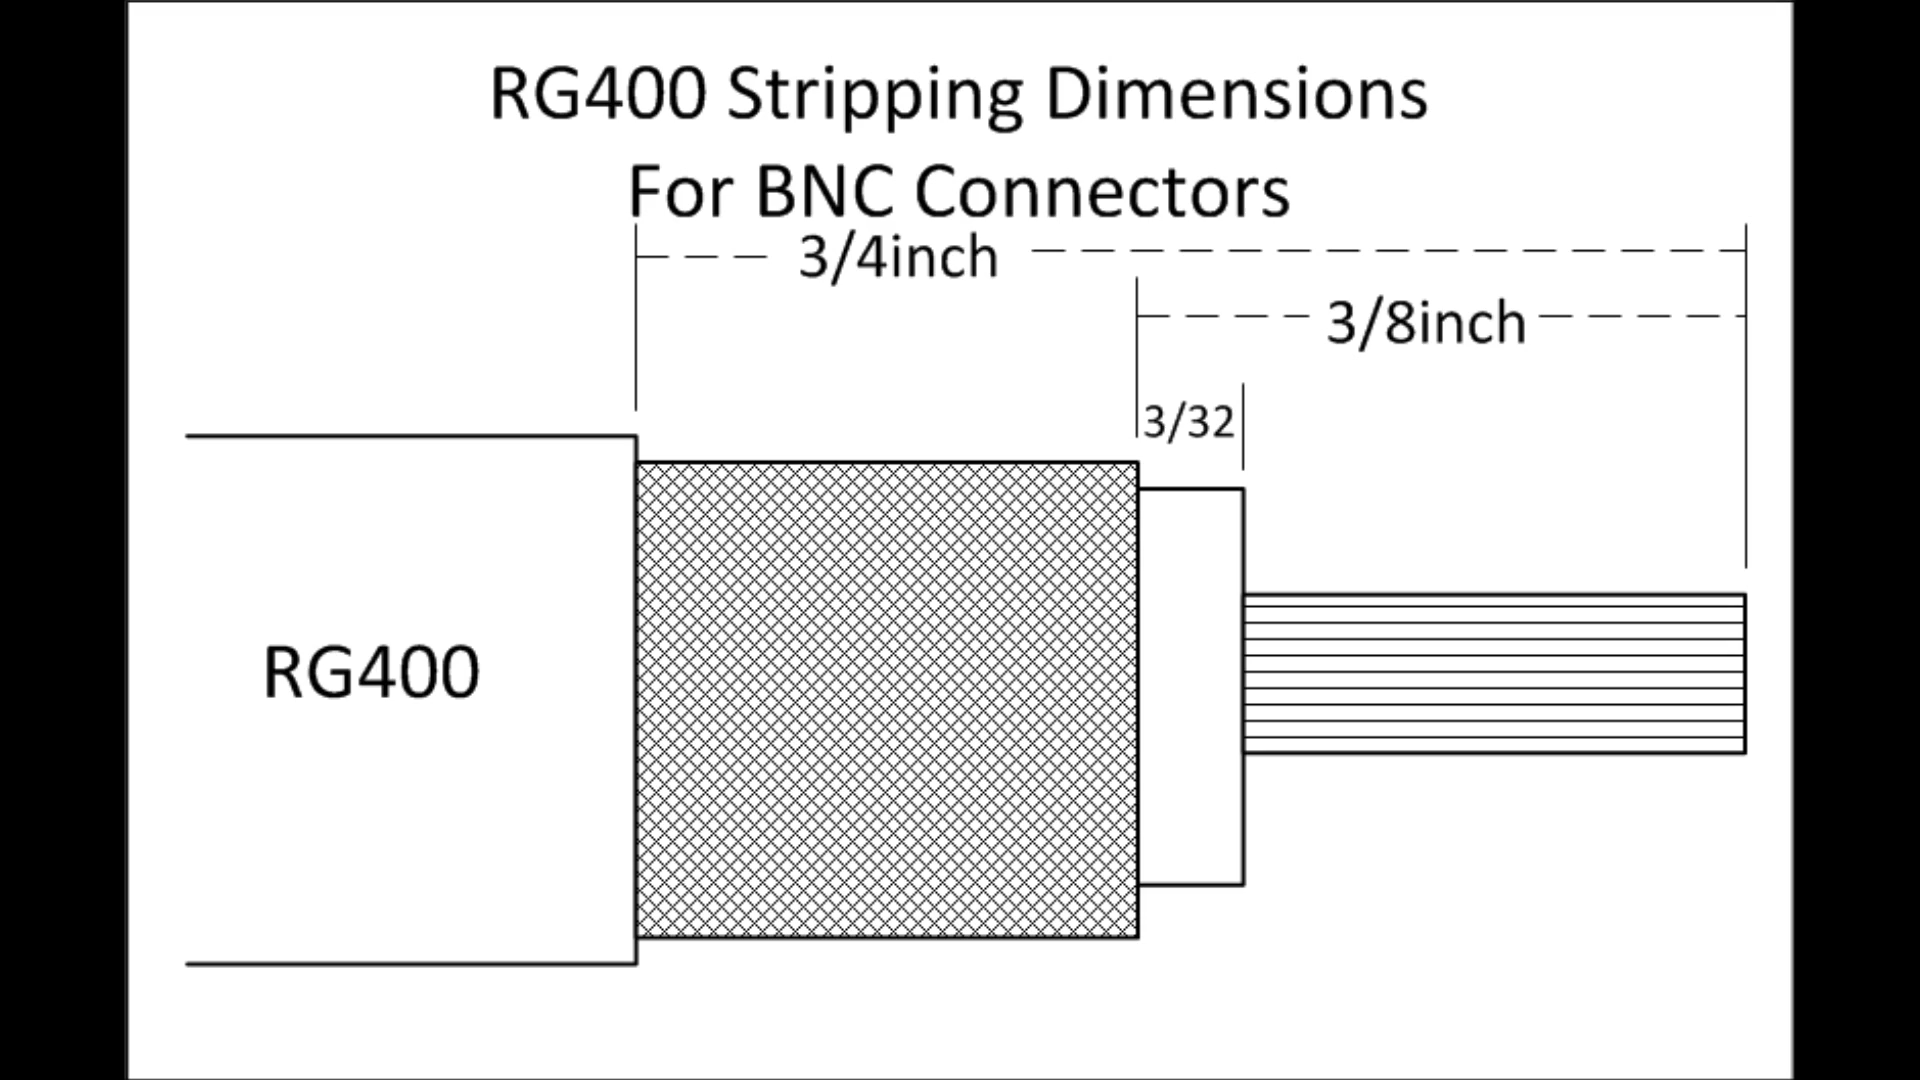 RG400 Stripping Dimensions
For BNC Connectors
3/4inch
3/8inch
3/32
RG400